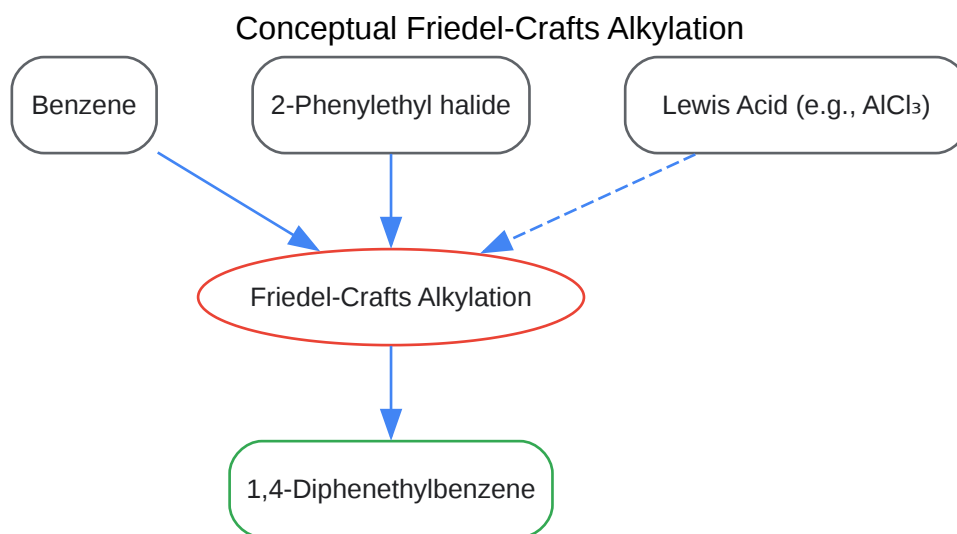 Conceptual Friedel-Crafts Alkylation
Benzene
2-Phenylethyl halide
Lewis Acid (e.g., AlCl₃)
Friedel-Crafts Alkylation
1,4-Diphenethylbenzene